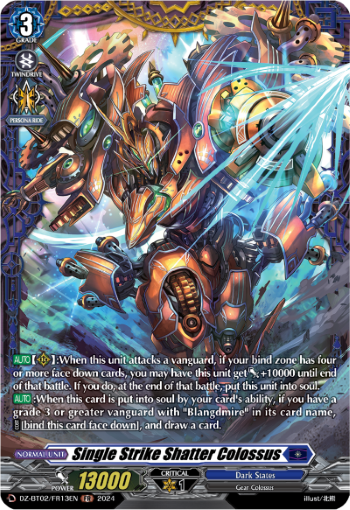 3
GRADE
TWINDRIVE
PERSONA RIDE
AUTO【R】:When this unit attacks a vanguard, if your bind zone has four
or more face down cards, you may have this unit get +10000 until end
of that battle. If you do, at the end of that battle, put this unit into soul.
AUTO:When this card is put into soul by your card's ability, if you have a
grade 3 or greater vanguard with "Blangdmire" in its card name,
[bind this card face down], and draw a card.
NORMAL UNIT Single Strike Shatter Colossus
POWER 13000
CRITICAL
1
Dark States
Gear Colossus
DZ-BT02/FR13EN FR 2024
illust/北熊